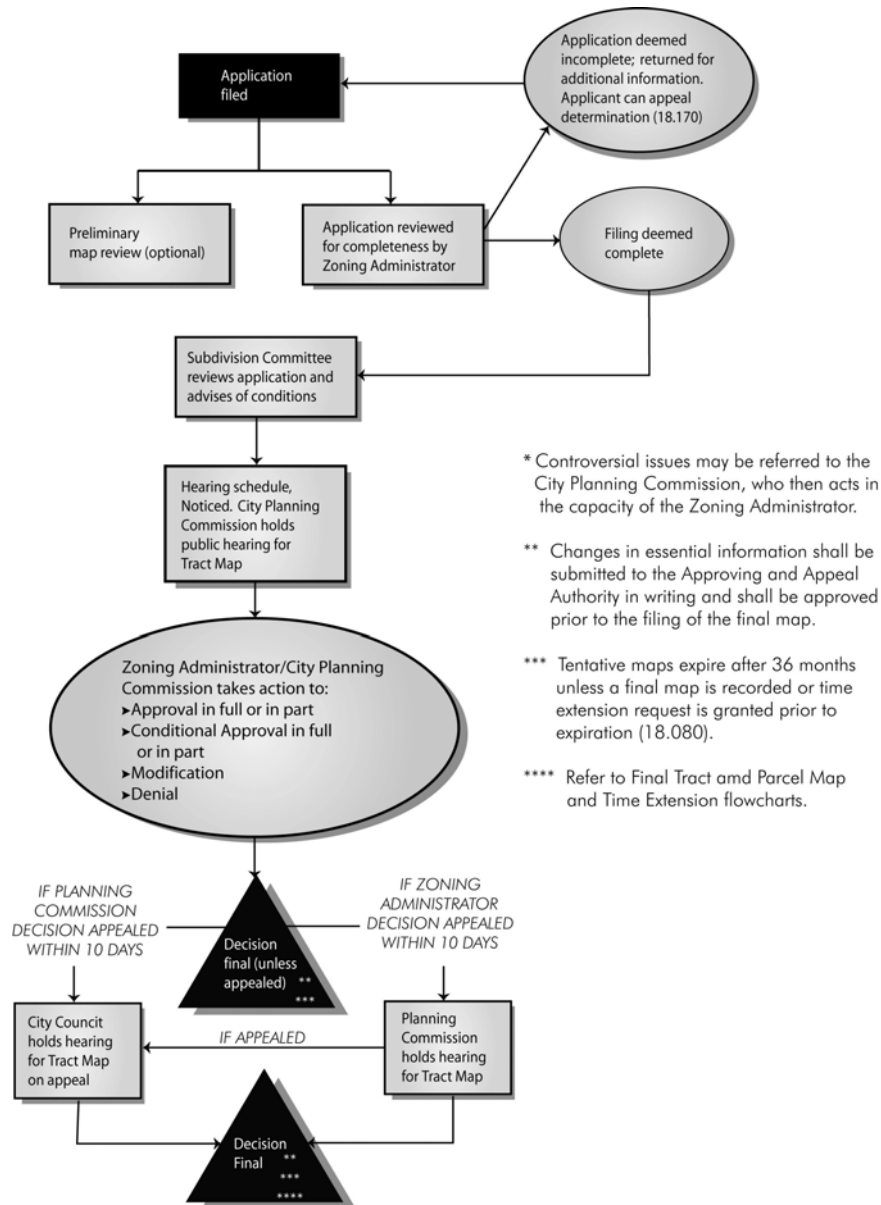 Application
filed
Application deemed
incomplete; returned for
additional information.
Applicant can appeal
determination (18.170)
Preliminary
map review (optional)
Application reviewed
for completeness by
Zoning Administrator
Filing deemed
complete
Subdivision Committee
reviews application and
advises of conditions
Hearing schedule,
Noticed. City Planning
Commission holds
public hearing for
Tract Map
* Controversial issues may be referred to the
City Planning Commission, who then acts in
the capacity of the Zoning Administrator.
** Changes in essential information shall be
submitted to the Approving and Appeal
Authority in writing and shall be approved
prior to the filing of the final map.
*** Tentative maps expire after 36 months
unless a final map is recorded or time
extension request is granted prior to
expiration (18.080).
**** Refer to Final Tract amd Parcel Map
and Time Extension flowcharts.
Zoning Administrator/City Planning
Commission takes action to:
➤Approval in full or in part
➤Conditional Approval in full
or in part
➤Modification
➤Denial
IF PLANNING
COMMISSION
DECISION APPEALED
WITHIN 10 DAYS
Decision
final (unless
appealed) **
***
IF ZONING
ADMINISTRATOR
DECISION APPEALED
WITHIN 10 DAYS
City Councit
holds hearing
for Tract Map
on appeal
IF APPEALED
Planning
Commission
holds hearing
for Tract Map
Decision
Final **
***
****